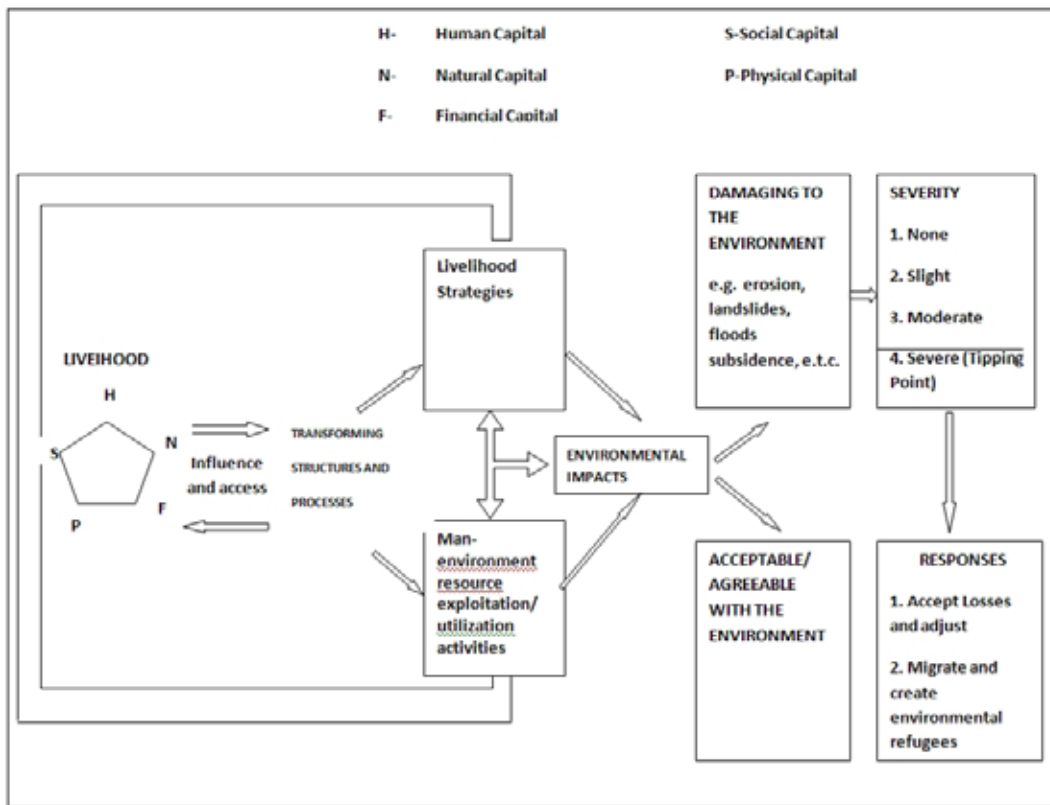 H- Human Capital S-Social Capital
N- Natural Capital P-Physical Capital
F- Financial Capital
LIVEIHOOD
H
S
N
F
P
Influence
and access
TRANSFORMING
STRUCTURES AND
PROCESSES
Livelihood
Strategies
Man-
environment
resource
exploitation/
utilization
activities
ENVIRONMENTAL
IMPACTS
DAMAGING TO
THE
ENVIRONMENT
e.g. erosion,
landslides,
floods
subsidence, e.t.c.
SEVERITY
1. None
2. Slight
3. Moderate
4. Severe (Tipping
Point)
ACCEPTABLE/
AGREEABLE
WITH THE
ENVIRONMENT
RESPONSES
1. Accept Losses
and adjust
2. Migrate and
create
environmental
refugees